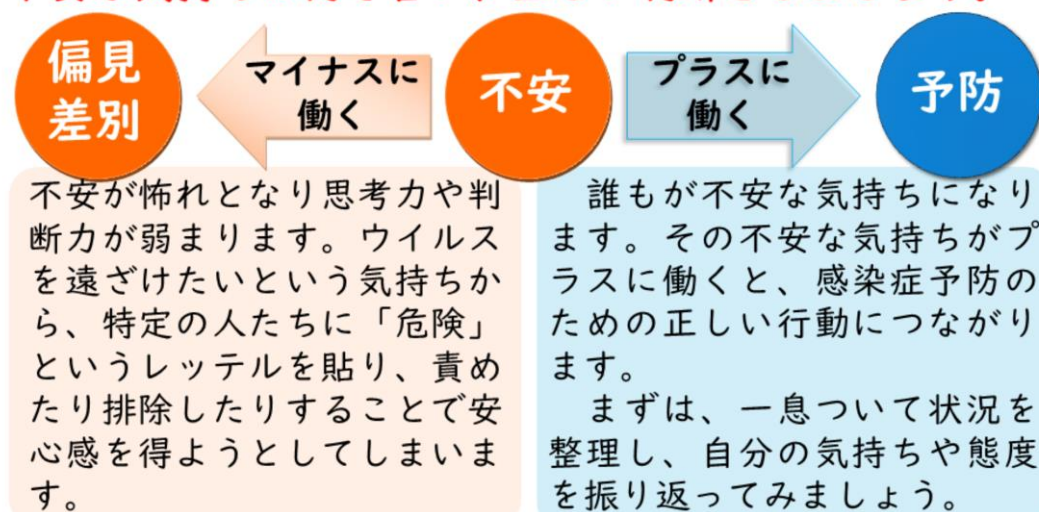 偏見
差別
マイナスに
働く
不安
プラスに
働く
予防
不安が怖れとなり思考力や判
断力が弱まります。ウイルス
を遠ざけたいという気持ちか
ら、特定の人たちに「危険」
というレッテルを貼り、責め
たり排除したりすることで安
心感を得ようとしてしまいま
す。
誰もが不安な気持ちになり
ます。その不安な気持ちがプ
ラスに働くと、感染症予防の
ための正しい行動につながり
ます。
まずは、一息ついて状況を
整理し、自分の気持ちや態度
を振り返ってみましょう。